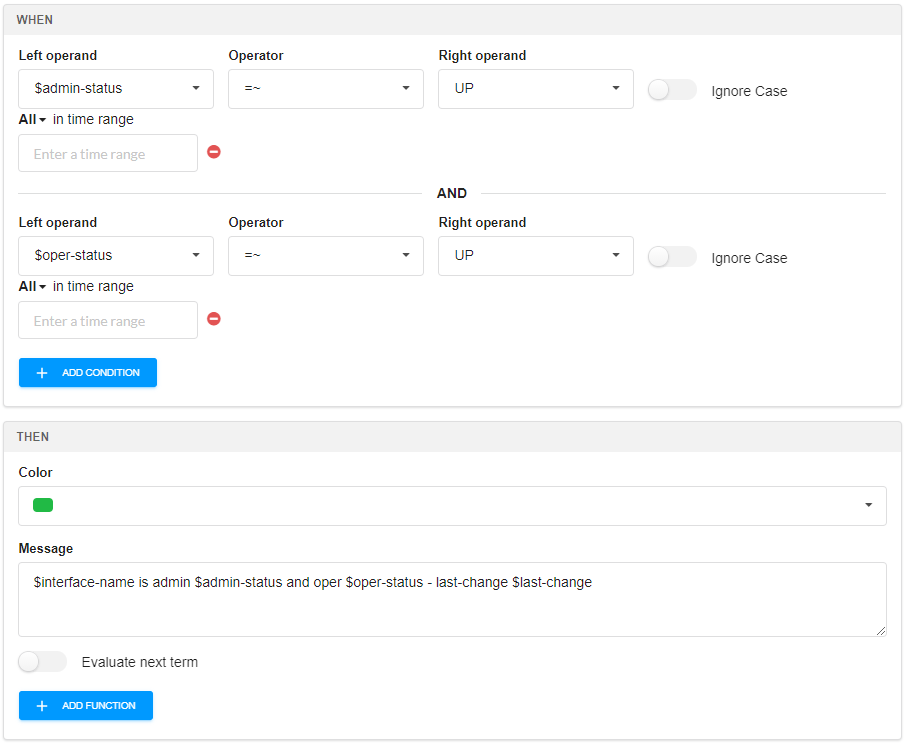 WHEN
Left operand Operator Right operand
$admin-status =~ UP Ignore Case
All in time range
Enter a time range
AND
Left operand Operator Right operand
$oper-status =~ UP Ignore Case
All in time range
Enter a time range
+ ADD CONDITION
THEN
Color
Message
$interface-name is admin $admin-status and oper $oper-status - last-change $last-change
Evaluate next term
+ ADD FUNCTION